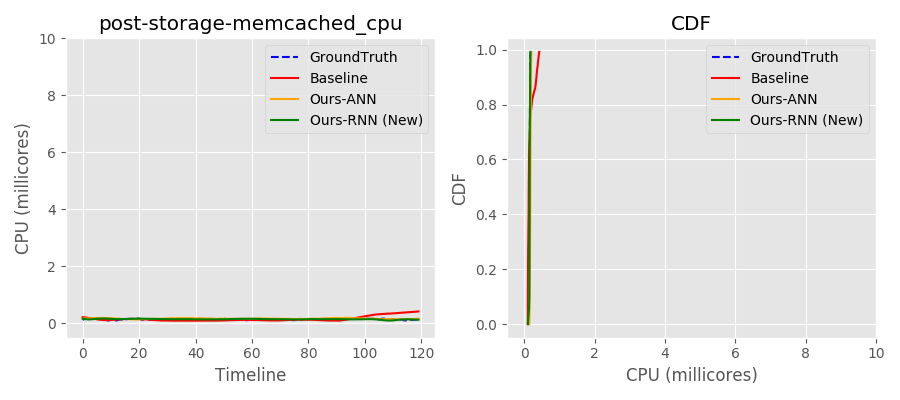 post-storage-memcached_cpu
CPU (millicores)
10
8
6
4
2
0
0
20
40
60
80
100
120
Timeline
GroundTruth
Baseline
Ours-ANN
Ours-RNN (New)
CDF
CDF
1.0
0.8
0.6
0.4
0.2
0.0
0
2
4
6
8
10
CPU (millicores)
GroundTruth
Baseline
Ours-ANN
Ours-RNN (New)